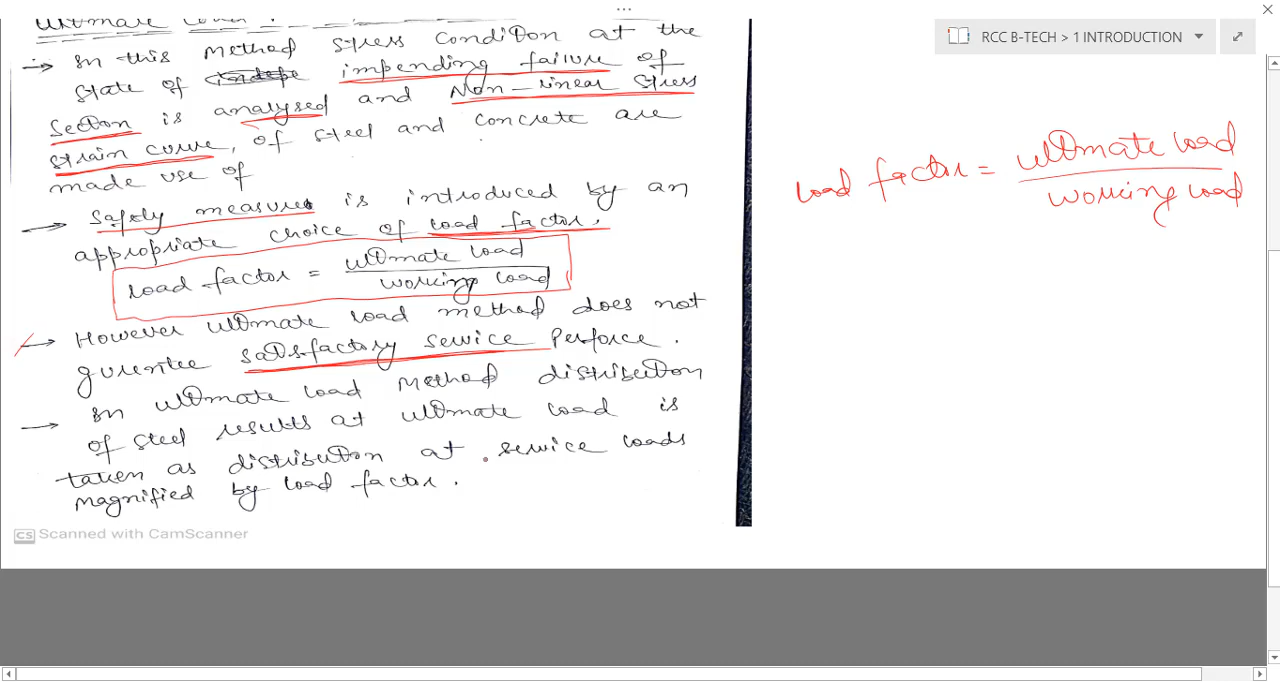 ultimate
→ In this Method stress condition at the
state of impending failure of
section is analysed and Non-linear stress
strain curve, of steel and concrete are
made use of
→ Safely measures is introduced by an
appropriate choice of load factor.
load factor = ultimate load
working load
→ However ultimate load method does not
gurentee satisfactory service Perforce.
→ In ultimate load Method distribution
of steel results at ultimate load is
taken as distribution at service loads
magnified by load factor.
CS Scanned with CamScanner
RCC B-TECH > 1 INTRODUCTION
load factor = ultimate load
working load